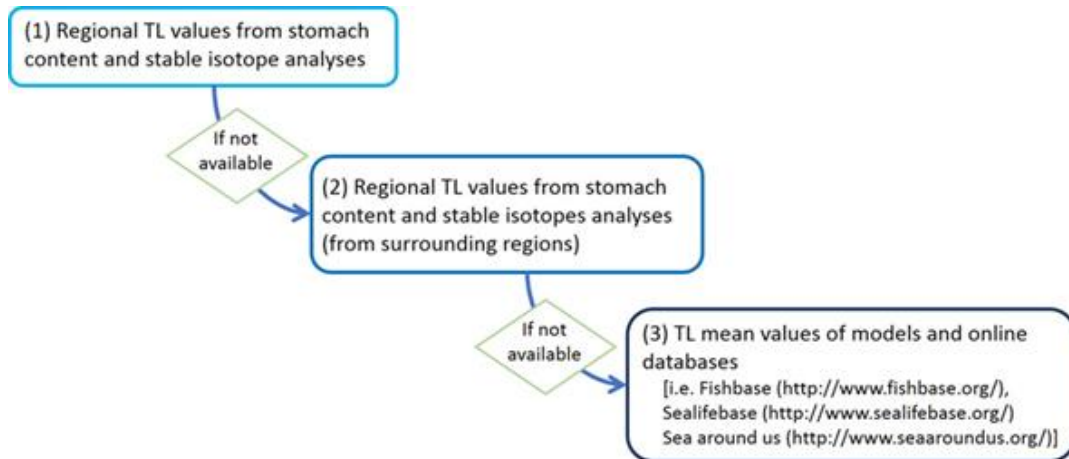 (1) Regional TL values from stomach
content and stable isotope analyses
If not
available
(2) Regional TL values from stomach
content and stable isotopes analyses
(from surrounding regions)
If not
available
(3) TL mean values of models and online
databases
[i.e. Fishbase (http://www.fishbase.org/),
Sealifebase (http://www.sealifebase.org/)
Sea around us (http://www.seaaroundus.org/)]